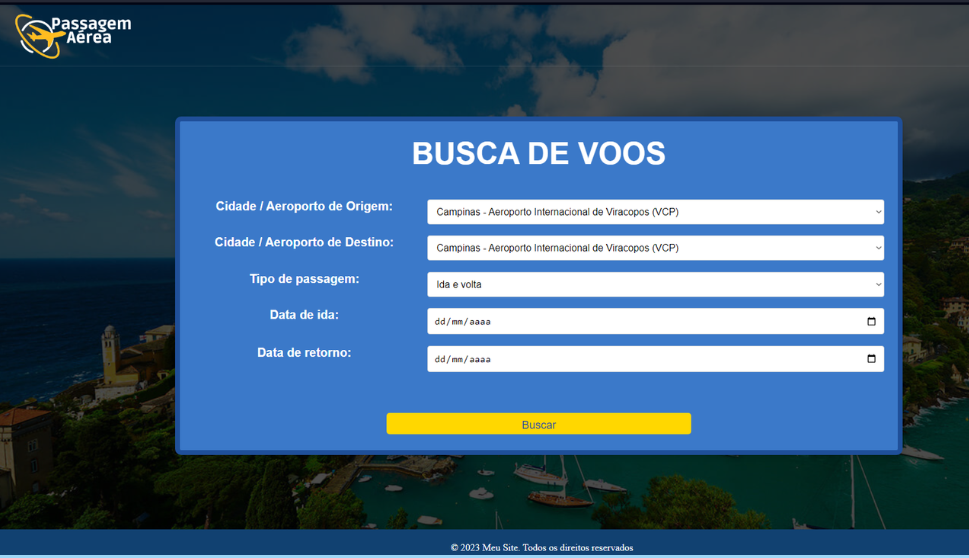 Passagem
Aérea
BUSCA DE VOOS
Cidade / Aeroporto de Origem:
Campinas - Aeroporto Internacional de Viracopos (VCP)
Cidade / Aeroporto de Destino:
Campinas - Aeroporto Internacional de Viracopos (VCP)
Tipo de passagem:
Ida e volta
Data de ida:
dd/mm/aaaa
Data de retorno:
dd/mm/aaaa
Buscar
© 2023 Meu Site. Todos os direitos reservados